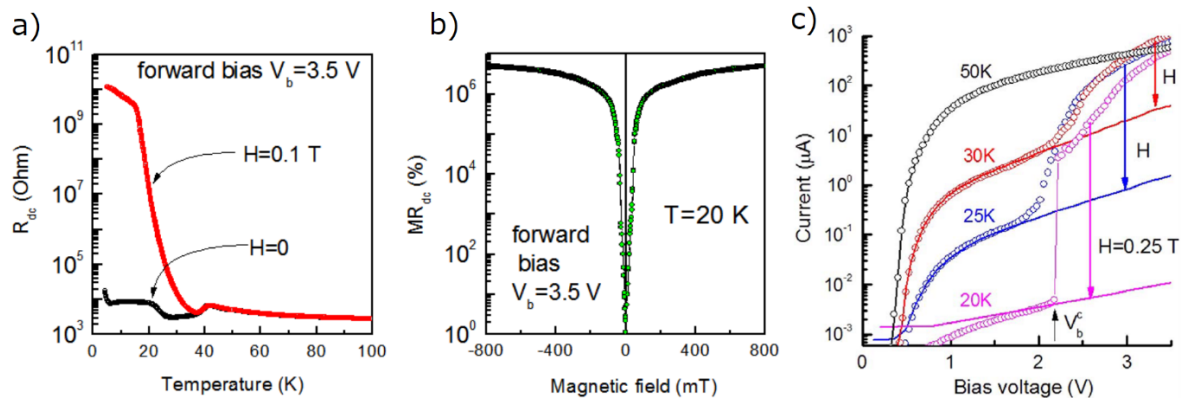 a)
forward bias V_b=3.5 V
H=0.1 T
H=0
R_dc (Ohm)
10^11
10^9
10^7
10^5
10^3
0 20 40 60 80 100
Temperature (K)
b)
MR_dc (%)
10^6
10^4
10^2
10^0
T=20 K
forward
bias
V_b=3.5 V
-800 -400 0 400 800
Magnetic field (mT)
c)
Current (μA)
10^3
10^2
10^1
10^0
10^-1
10^-2
10^-3
50K
30K
25K
20K
H
H
H=0.25 T
V_b^c
0 1 2 3
Bias voltage (V)